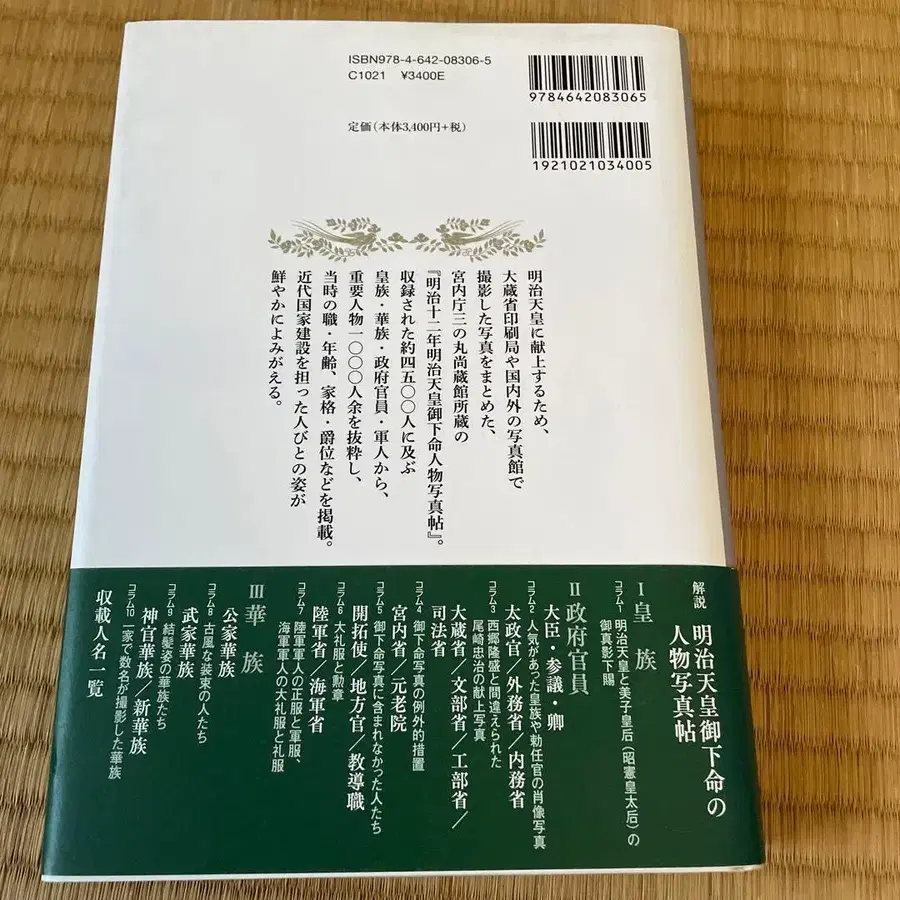 ISBN978-4-642-08306-5
C1021 ¥3400E
定価(本体3,400円+税)
9784642083065
1921021034005
明治天皇に献上するため、
大蔵省印刷局や国内外の写真館で
撮影した写真をまとめた、
宮内庁三の丸尚蔵館所蔵の
『明治十二年明治天皇御下命人物写真帖』。
収録された約四五〇〇人に及ぶ
皇族・華族・政府官員・軍人から、
重要人物一〇〇〇人余を抜粋し、
当時の職・年齢、家格・爵位などを掲載。
近代国家建設を担った人びとの姿が
鮮やかによみがえる。
解説 明治天皇御下命の
人物写真帖
Ⅰ 皇族
コラム1 明治天皇と美子皇后(昭憲皇太后)の
御真影下賜
Ⅱ 政府官員
大臣・参議・卿
コラム2 人気があった皇族や勅任官の肖像写真
太政官/外務省/内務省
コラム3 西郷隆盛と間違えられた
尾崎忠治の献上写真
大蔵省/文部省/工部省/
司法省
コラム4 御下命写真の例外的措置
宮内省/元老院
コラム5 御下命写真に含まれなかった人たち
開拓使/地方官/教導職
コラム6 大礼服と勲章
陸軍省/海軍省
コラム7 陸軍軍人の正服と軍服、
海軍軍人の大礼服と礼服
Ⅲ 華族
公家華族
コラム8 古風な装束の人たち
武家華族
コラム9 結髪姿の華族たち
神官華族/新華族
コラム10 一家で数名が撮影した華族
収載人名一覧